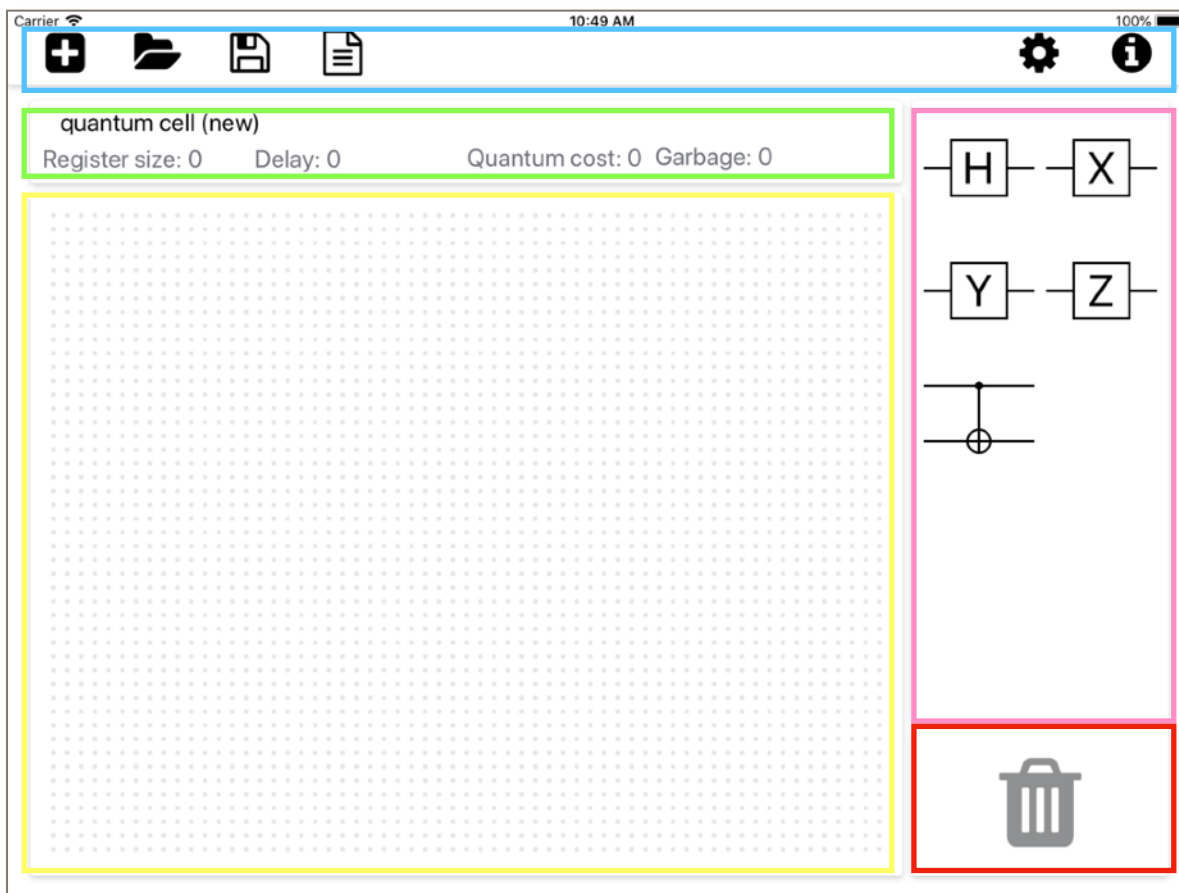 Carrier 10:49 AM 100%
quantum cell (new)
Register size: 0 Delay: 0 Quantum cost: 0 Garbage: 0
H X
Y Z